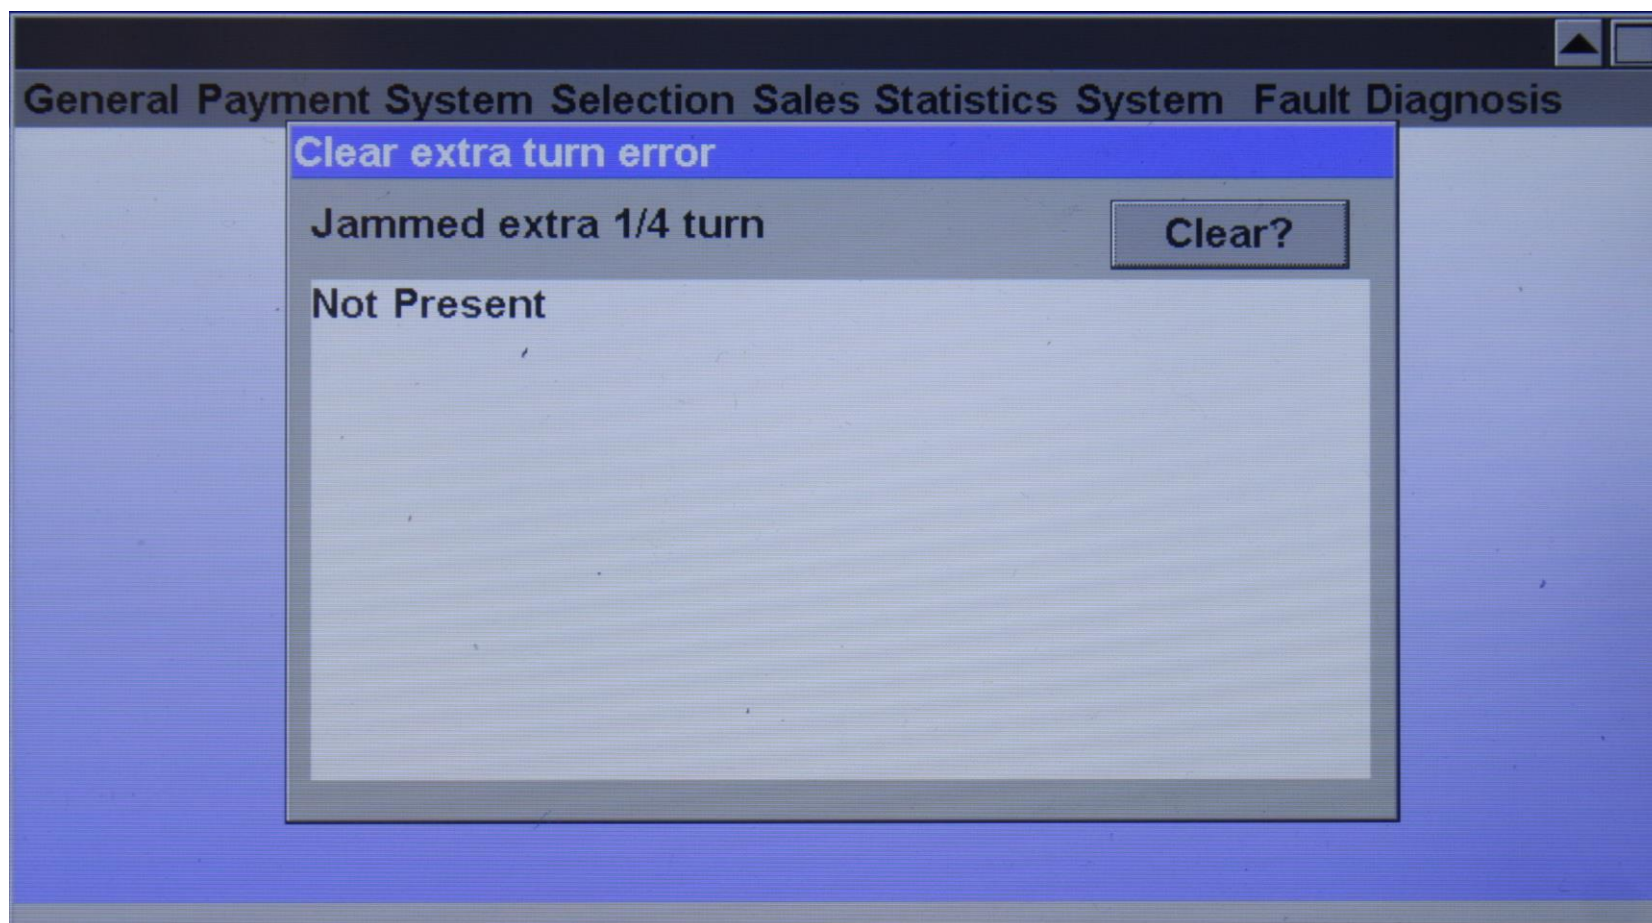 General Payment System Selection Sales Statistics System Fault Diagnosis
Clear extra turn error
Jammed extra 1/4 turn
Clear?
Not Present